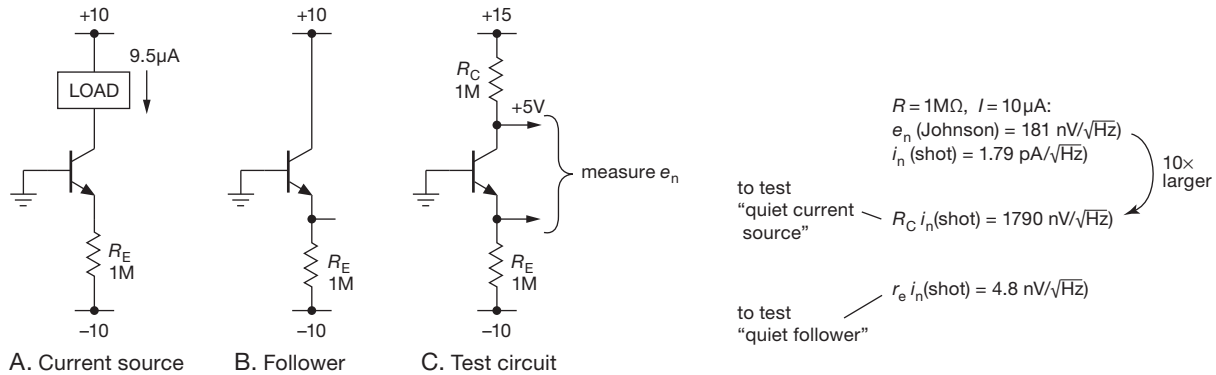 +10
9.5µA
LOAD
R_E
1M
–10
A. Current source
+10
R_E
1M
–10
B. Follower
+15
R_C
1M
+5V
measure e_n
R_E
1M
–10
C. Test circuit
R = 1MΩ, I = 10µA:
e_n (Johnson) = 181 nV/√Hz)
i_n (shot) = 1.79 pA/√Hz)
10×
larger
to test
"quiet current
source"
R_C i_n(shot) = 1790 nV/√Hz)
r_e i_n(shot) = 4.8 nV/√Hz)
to test
"quiet follower"